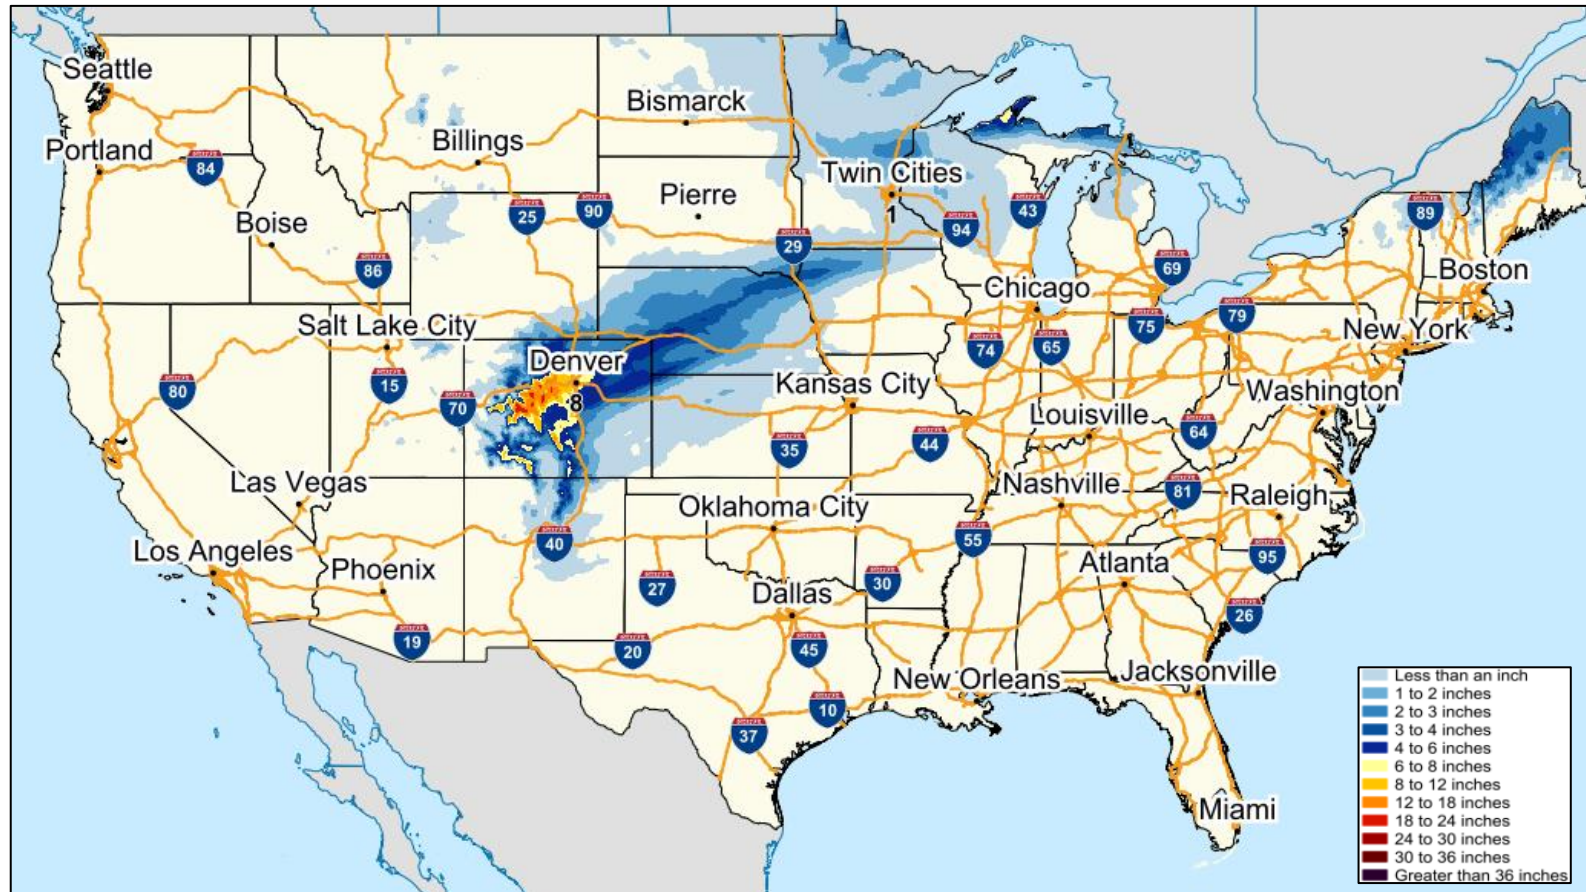 Seattle
Bismarck
Billings
Portland
84
Twin Cities
Pierre
25
90
43
1
89
Boise
94
29
86
69
Boston
Chicago
Salt Lake City
79
75
New York
74
65
Denver
15
80
Kansas City
Washington
70
8
Louisville
64
44
35
Las Vegas
Nashville
81
Raleigh
Oklahoma City
55
40
Los Angeles
95
Phoenix
Atlanta
30
27
Dallas
26
19
20
45
Jacksonville
New Orleans
10
37
Miami
Less than an inch
1 to 2 inches
2 to 3 inches
3 to 4 inches
4 to 6 inches
6 to 8 inches
8 to 12 inches
12 to 18 inches
18 to 24 inches
24 to 30 inches
30 to 36 inches
Greater than 36 inches